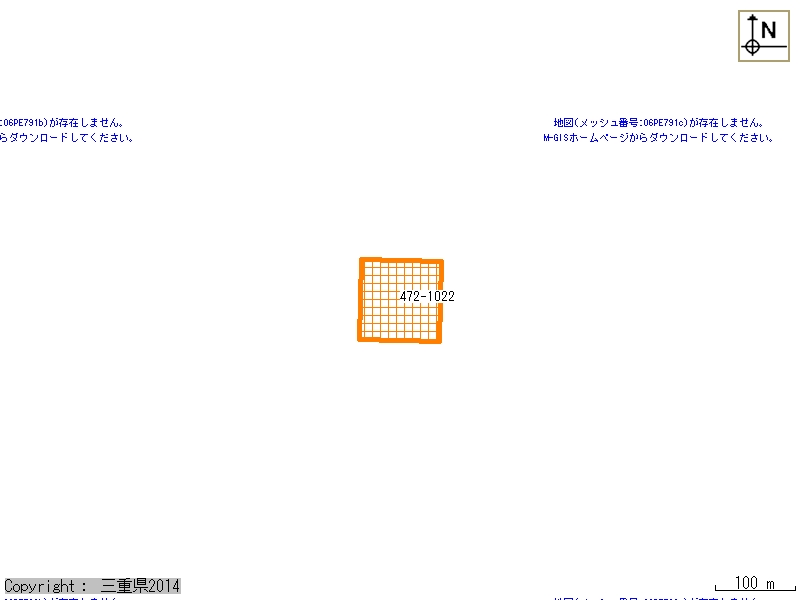 N
:06PE791b)が存在しません。
らダウンロードしてください。
地図(メッシュ番号:06PE791c)が存在しません。
M-GISホームページからダウンロードしてください。
472-1022
Copyright : 三重県2014
100 m